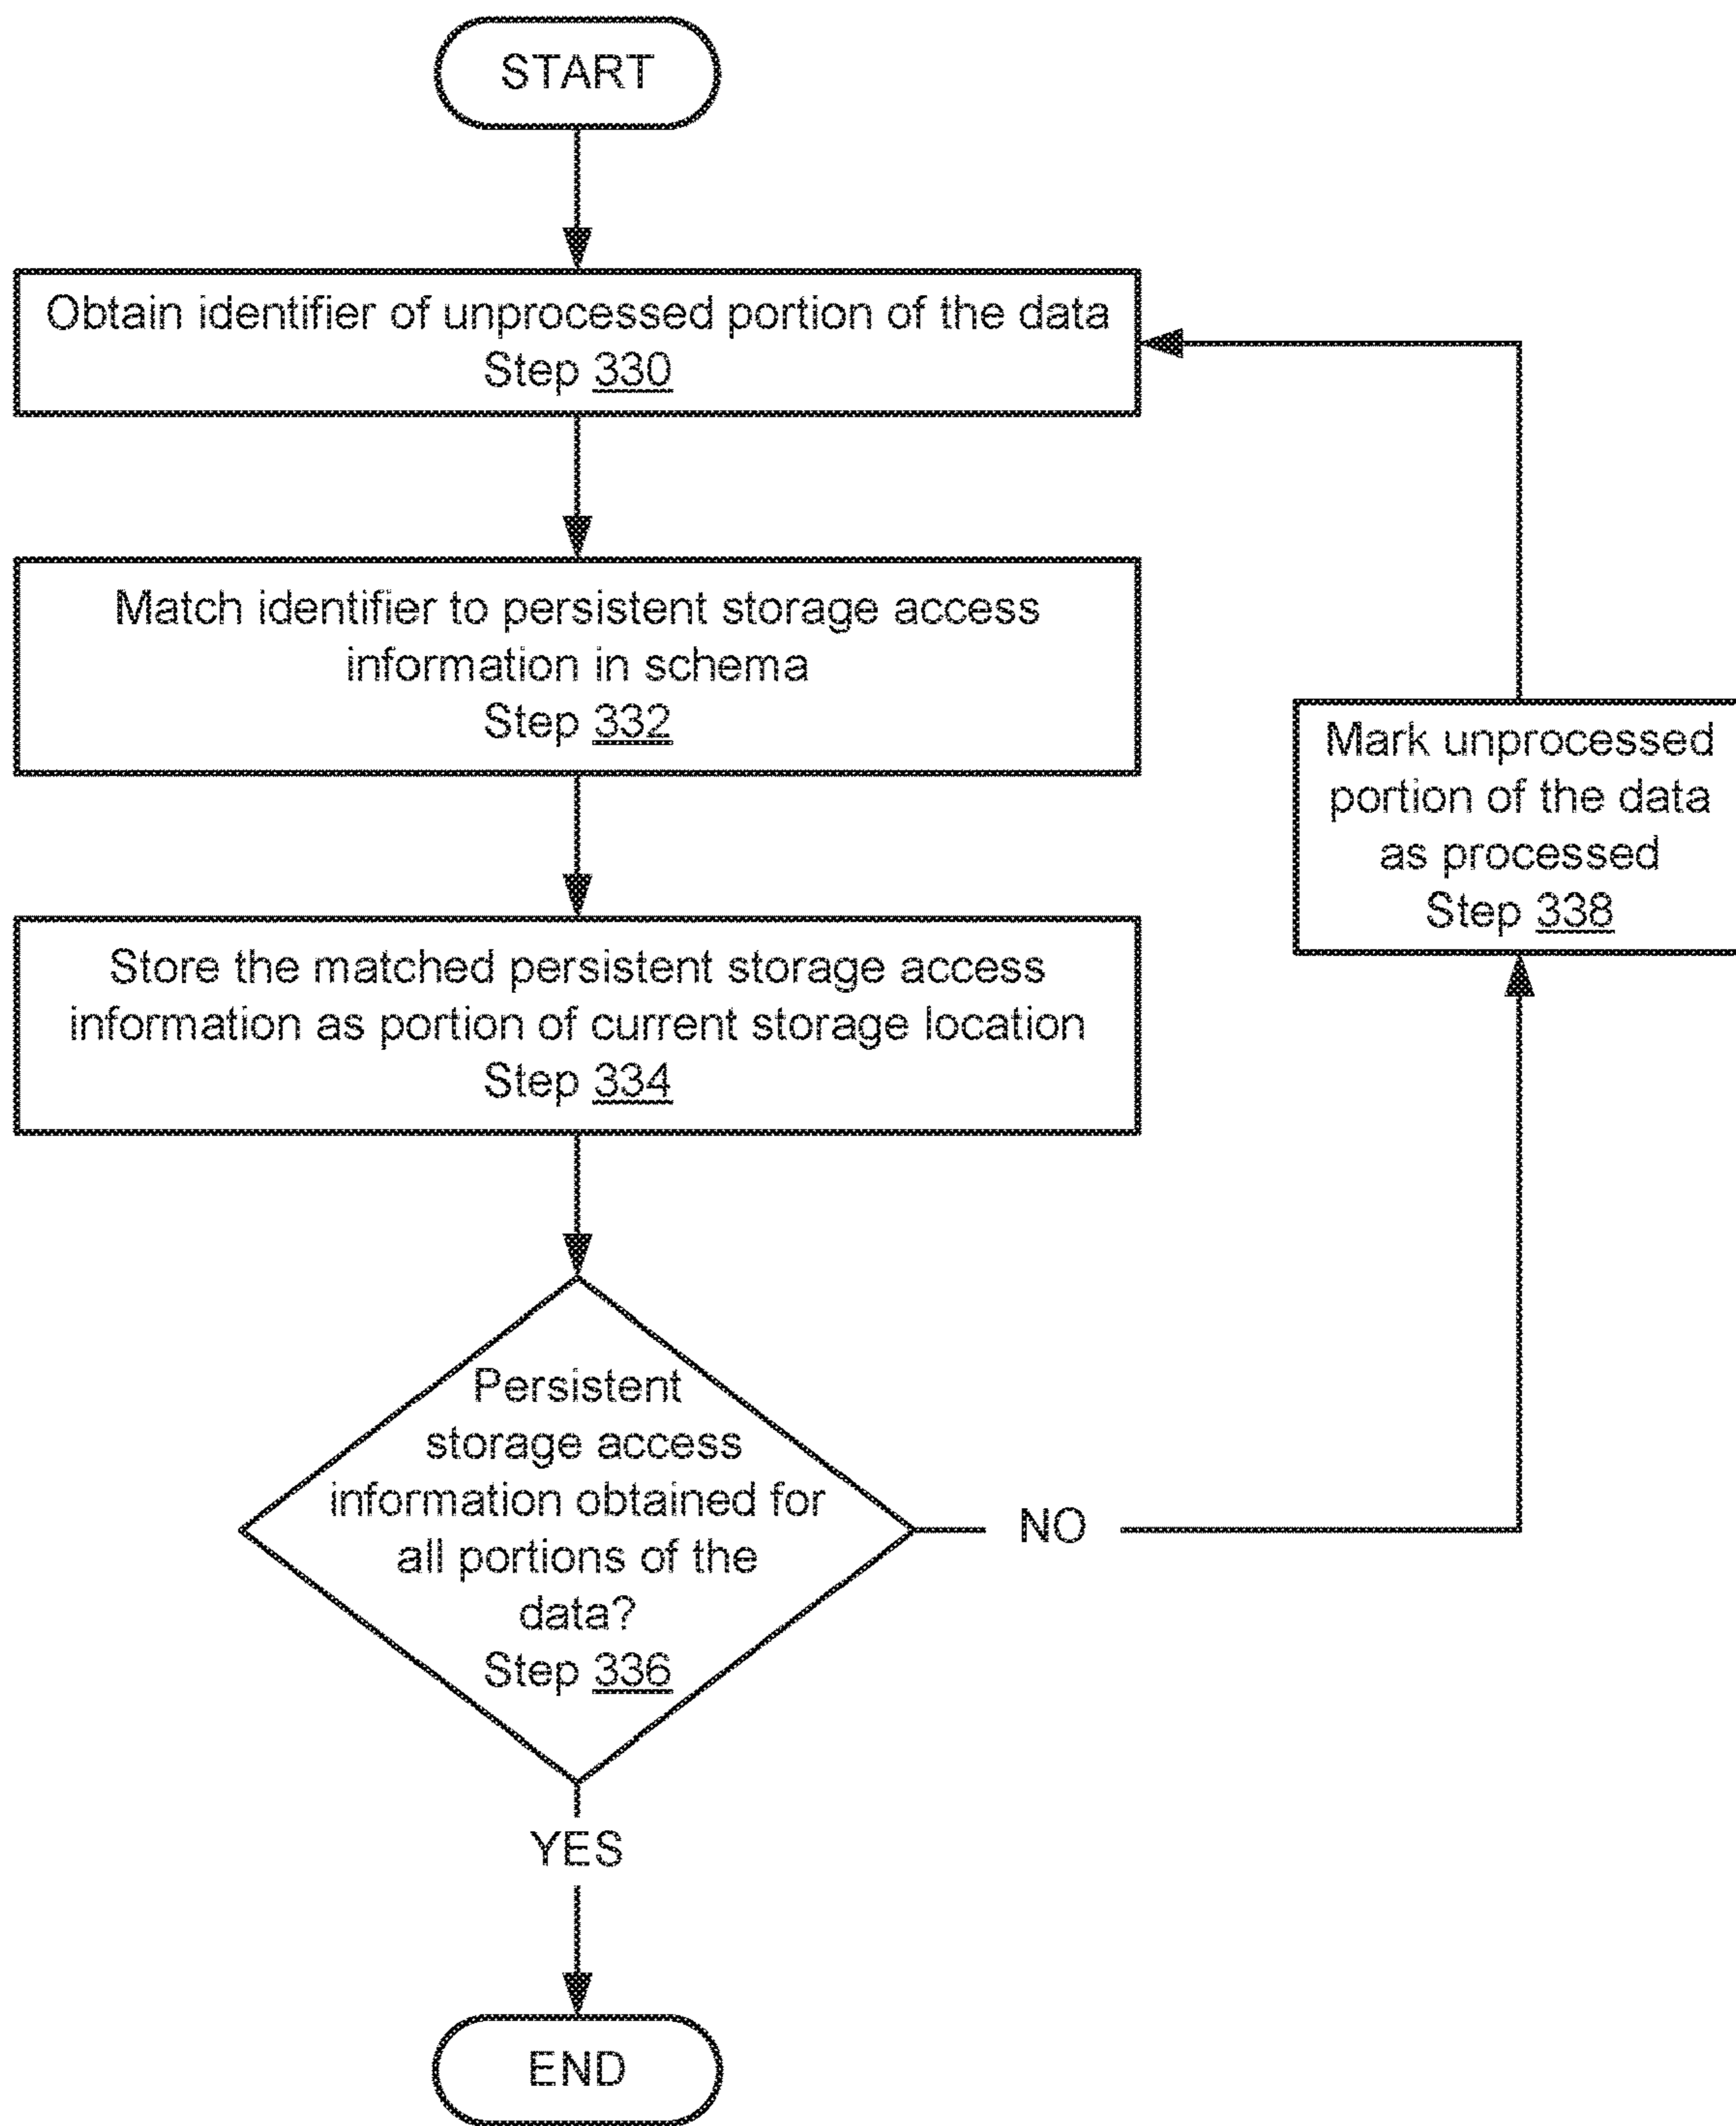 START
Obtain identifier of unprocessed portion of the data
Step 330
Match identifier to persistent storage access
information in schema
Step 332
Mark unprocessed
portion of the data
as processed
Step 338
Store the matched persistent storage access
information as portion of current storage location
Step 334
Persistent
storage access
information obtained for
all portions of the
data?
Step 336
NO
YES
END